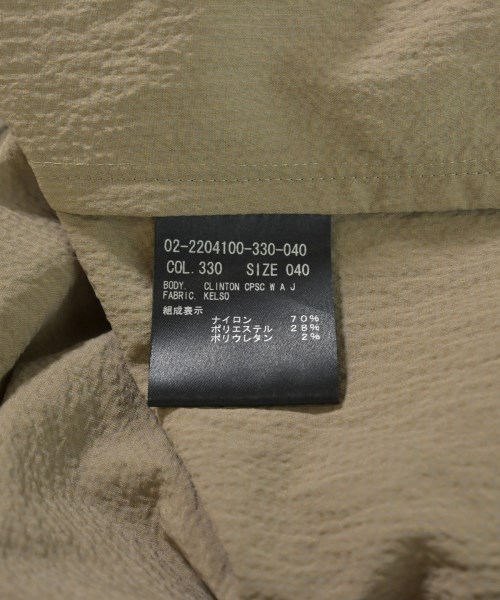 02-2204100-330-040
COL.330 SIZE 040
BODY. CLINTON CPSC W A J
FABRIC. KELSO
組成表示
ナイロン 70%
ポリエステル 28%
ポリウレタン 2%